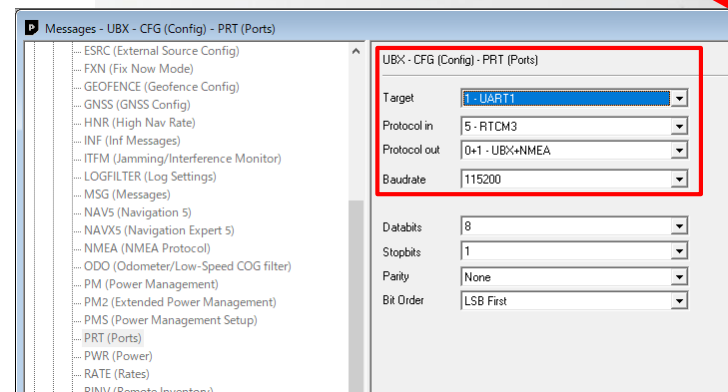 Messages - UBX - CFG (Config) - PRT (Ports)
ESRC (External Source Config)
FXN (Fix Now Mode)
GEOFENCE (Geofence Config)
GNSS (GNSS Config)
HNR (High Nav Rate)
INF (Inf Messages)
ITFM (Jamming/Interference Monitor)
LOGFILTER (Log Settings)
MSG (Messages)
NAV5 (Navigation 5)
NAVX5 (Navigation Expert 5)
NMEA (NMEA Protocol)
ODO (Odometer/Low-Speed COG filter)
PM (Power Management)
PM2 (Extended Power Management)
PMS (Power Management Setup)
PRT (Ports)
PWR (Power)
RATE (Rates)
RINV (Remote Inventory)
UBX - CFG (Config) - PRT (Ports)
Target 1 - UART1
Protocol in 5 - RTCM3
Protocol out 0+1 - UBX+NMEA
Baudrate 115200
Databits 8
Stopbits 1
Parity None
Bit Order LSB First